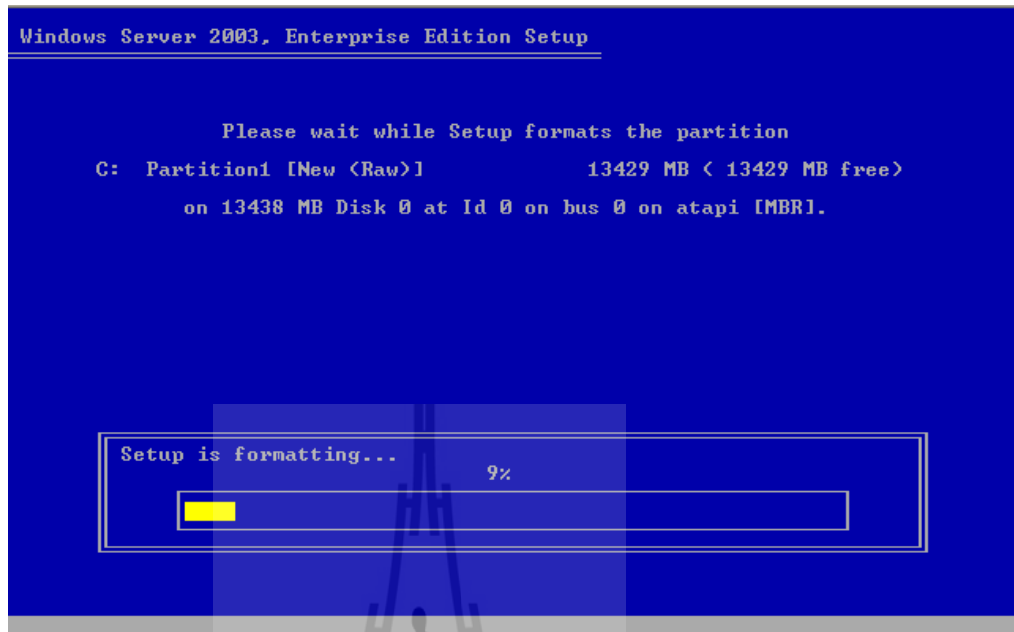 Windows Server 2003, Enterprise Edition Setup
Please wait while Setup formats the partition
C: Partition1 [New (Raw)] 13429 MB ( 13429 MB free)
on 13438 MB Disk 0 at Id 0 on bus 0 on atapi [MBR].
Setup is formatting...
9%